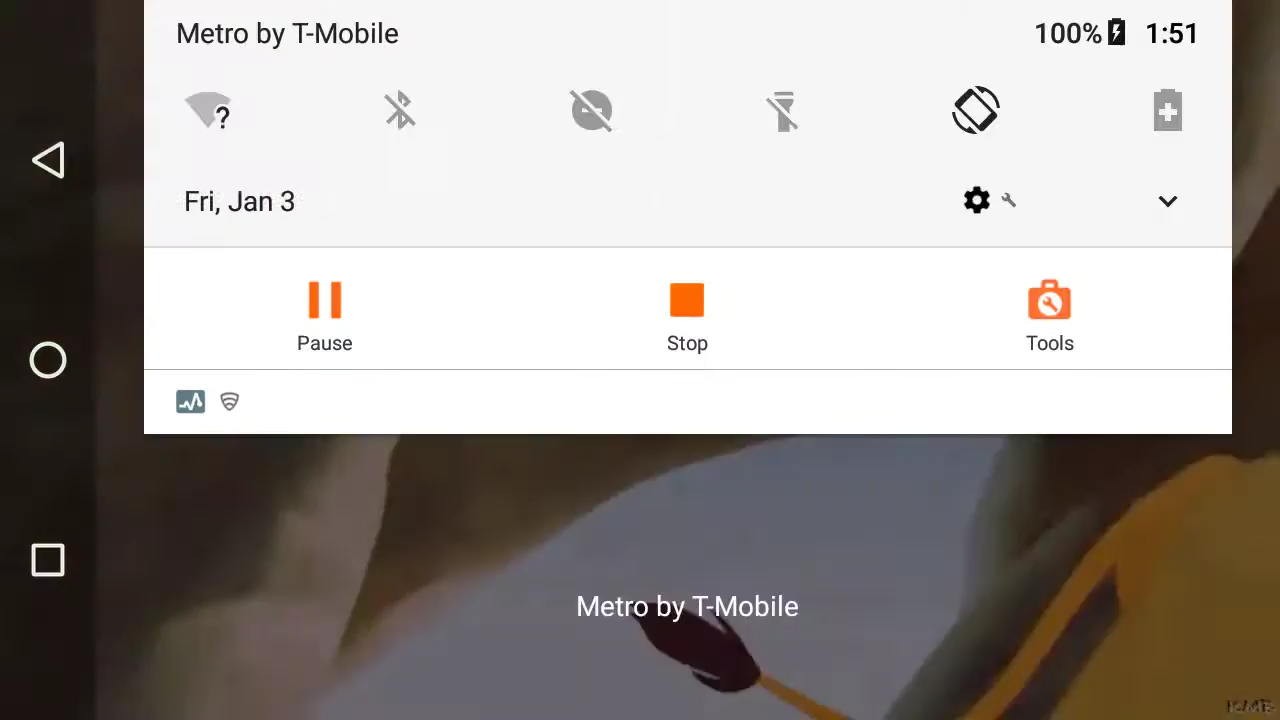 Metro by T-Mobile
100% 1:51
?
Fri, Jan 3
Pause Stop Tools
Metro by T-Mobile